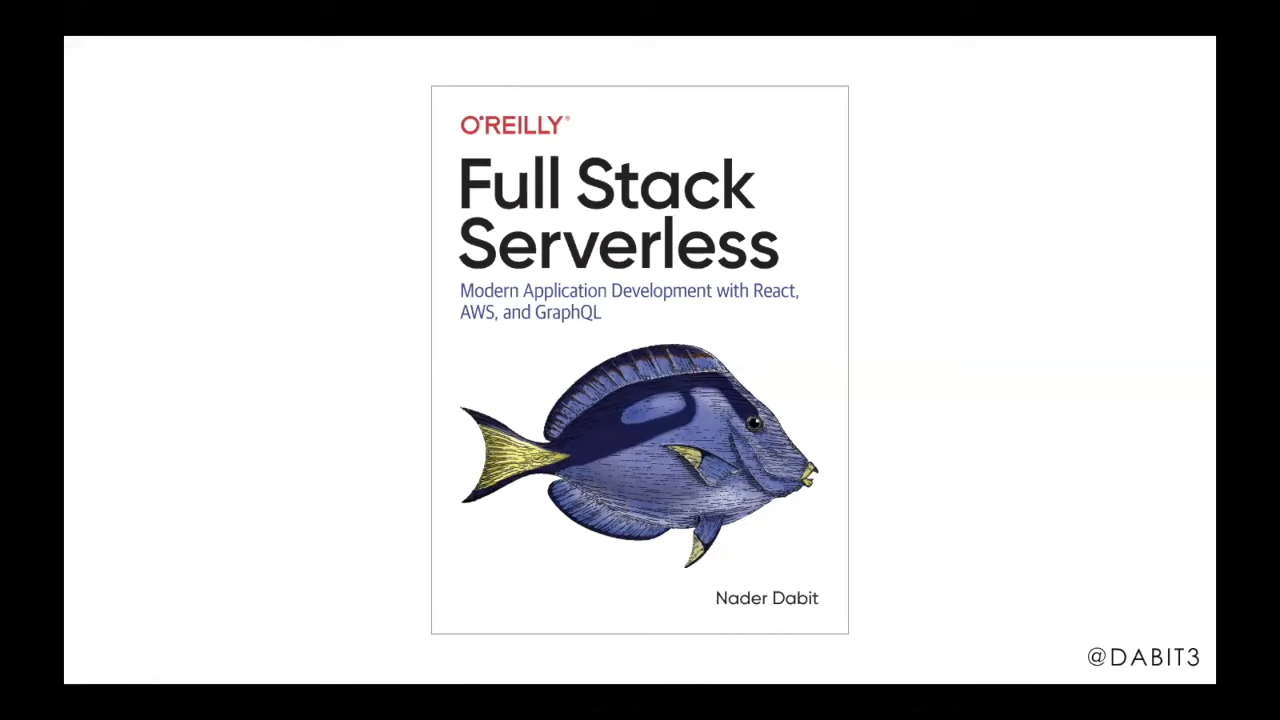 O'REILLY®
Full Stack
Serverless
Modern Application Development with React,
AWS, and GraphQL
Nader Dabit
@DABIT3